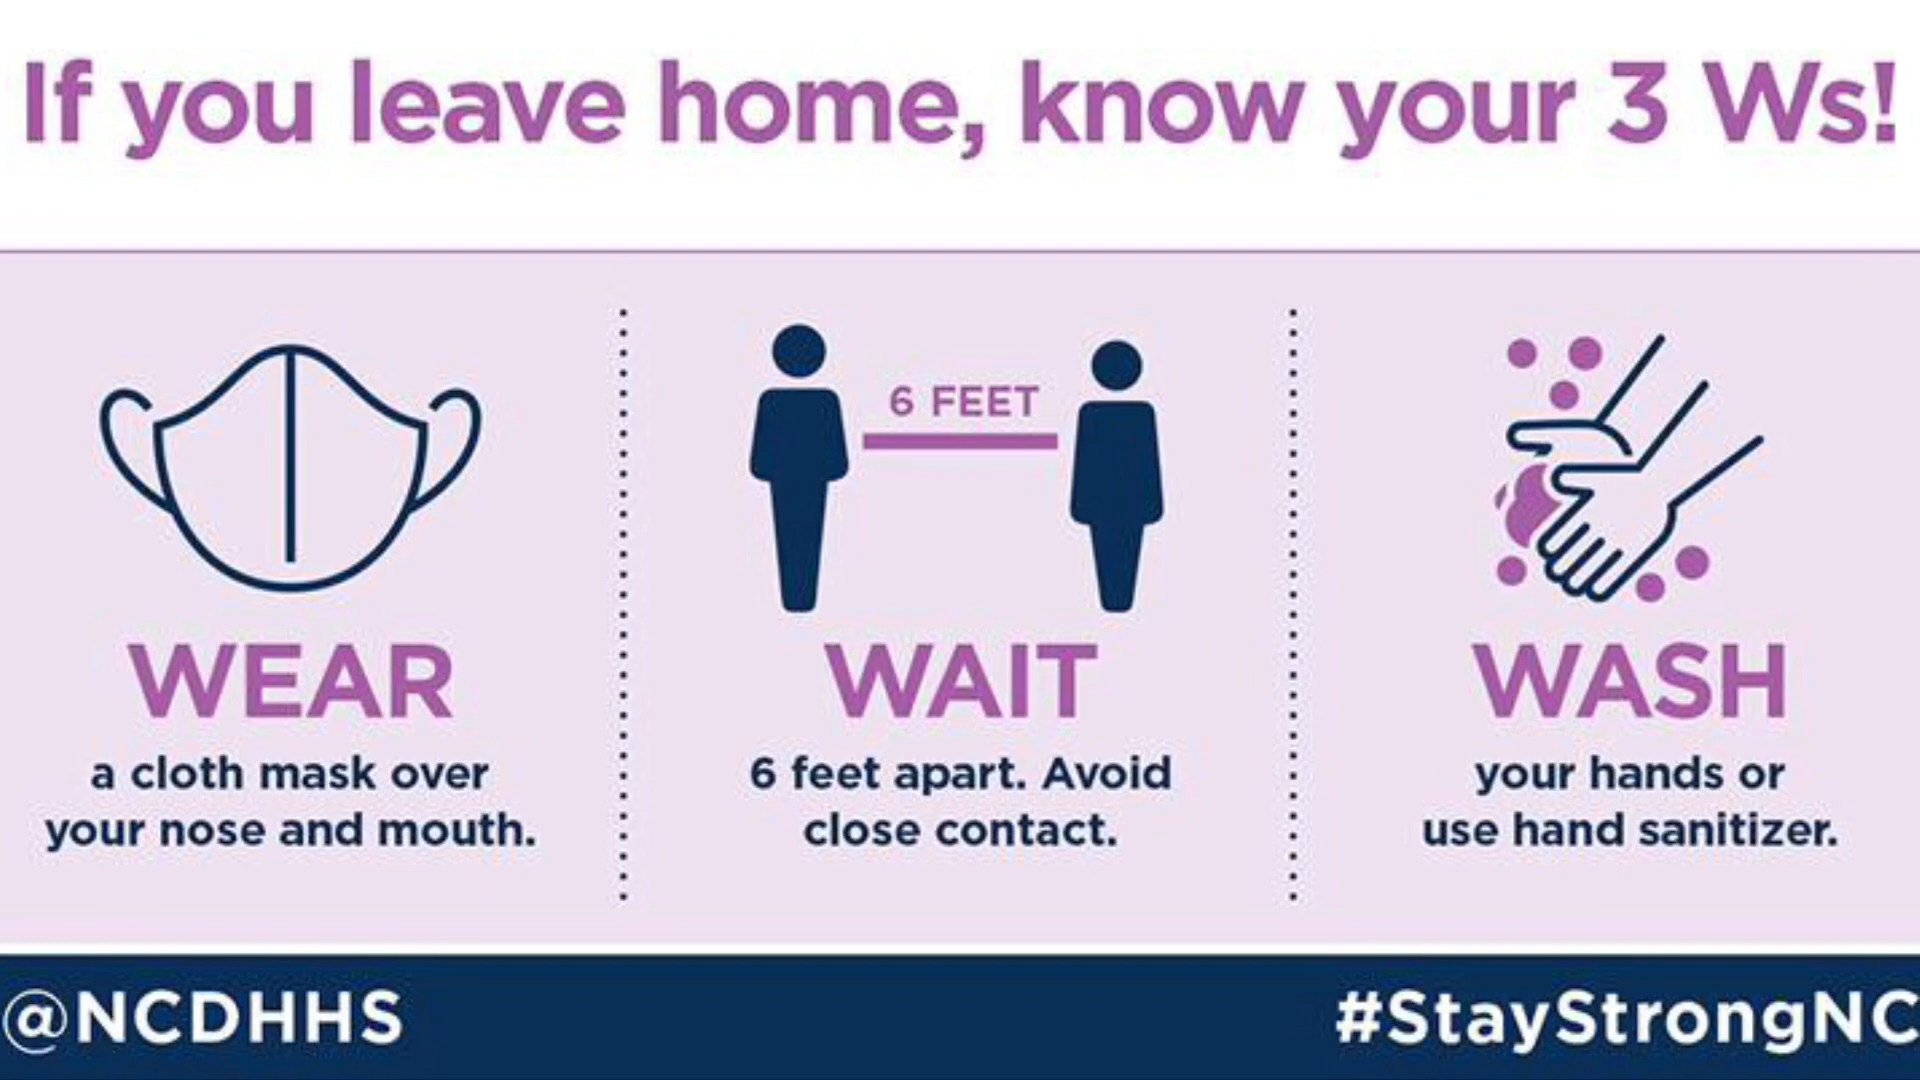 If you leave home, know your 3 Ws!
6 FEET
WEAR
a cloth mask over
your nose and mouth.
WAIT
6 feet apart. Avoid
close contact.
WASH
your hands or
use hand sanitizer.
@NCDHHS
#StayStrongNC